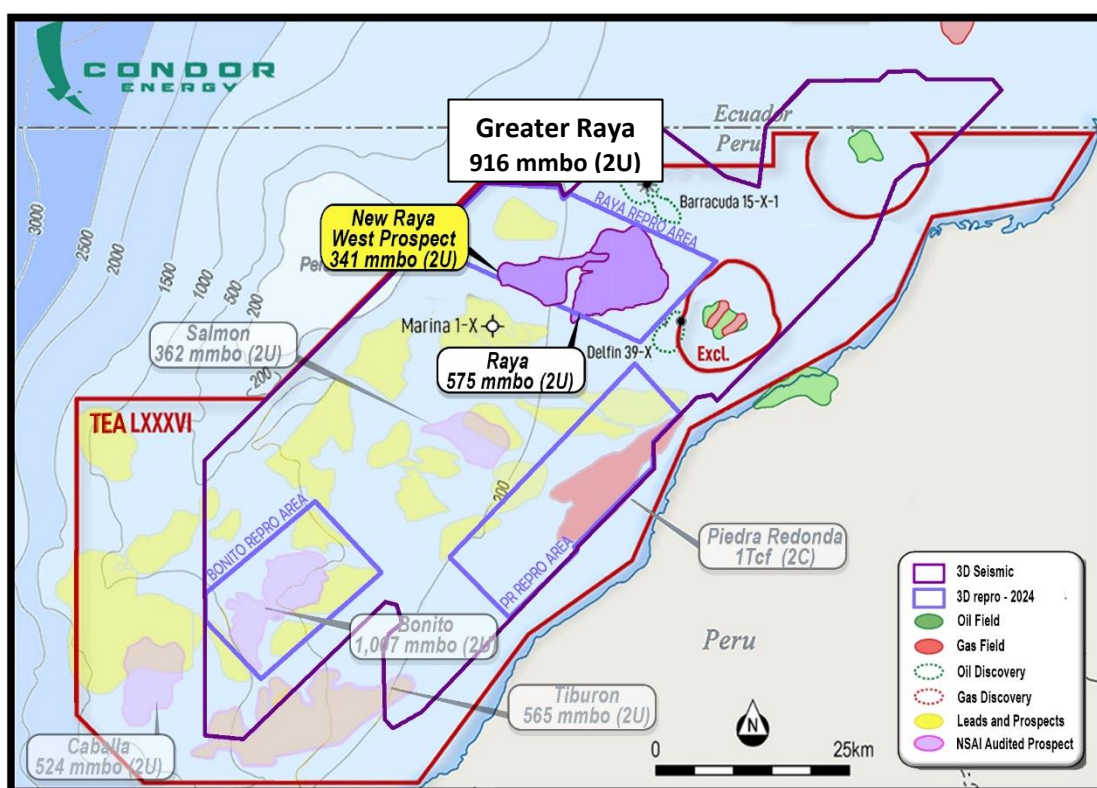 CONDOR
ENERGY
Greater Raya
916 mmbo (2U)
Ecuador
Peru
Barracuda 15-X-1
RAYA REPRO AREA
New Raya
West Prospect
341 mmbo (2U)
3000
2500
2000
1500
1000
500
200
Marina 1-X
Salmon
362 mmbo (2U)
Raya
575 mmbo (2U)
Delfin 39-X
Excl.
200
TEA LXXXVI
200
BONITO REPRO AREA
PR REPRO AREA
Piedra Redonda
1Tcf (2C)
Bonito
1,007 mmbo (2U)
Peru
Tiburon
565 mmbo (2U)
Caballa
524 mmbo (2U)
N
0
25km
3D Seismic
3D repro - 2024
Oil Field
Gas Field
Oil Discovery
Gas Discovery
Leads and Prospects
NSAI Audited Prospect